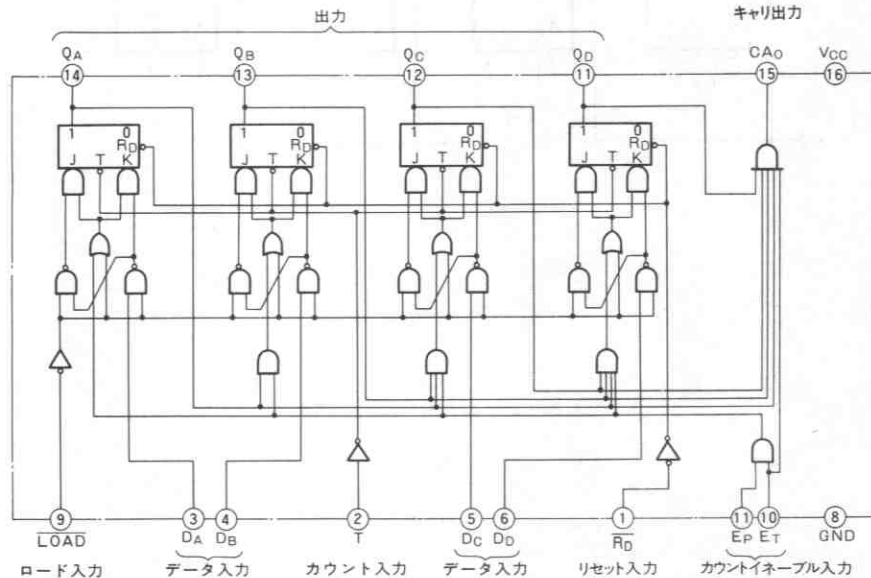 出力
キャリ出力
QA QB QC QD CAO VCC
14 13 12 11 15 16
1 0 1 0 1 0 1 0
RD RD RD RD
J T K J T K J T K J T K
9 3 4 2 5 6 1 11 10 8
LOAD DA DB T DC DD RD EP ET GND
ロード入力 データ入力 カウント入力 データ入力 リセット入力 カウントイネーブル入力